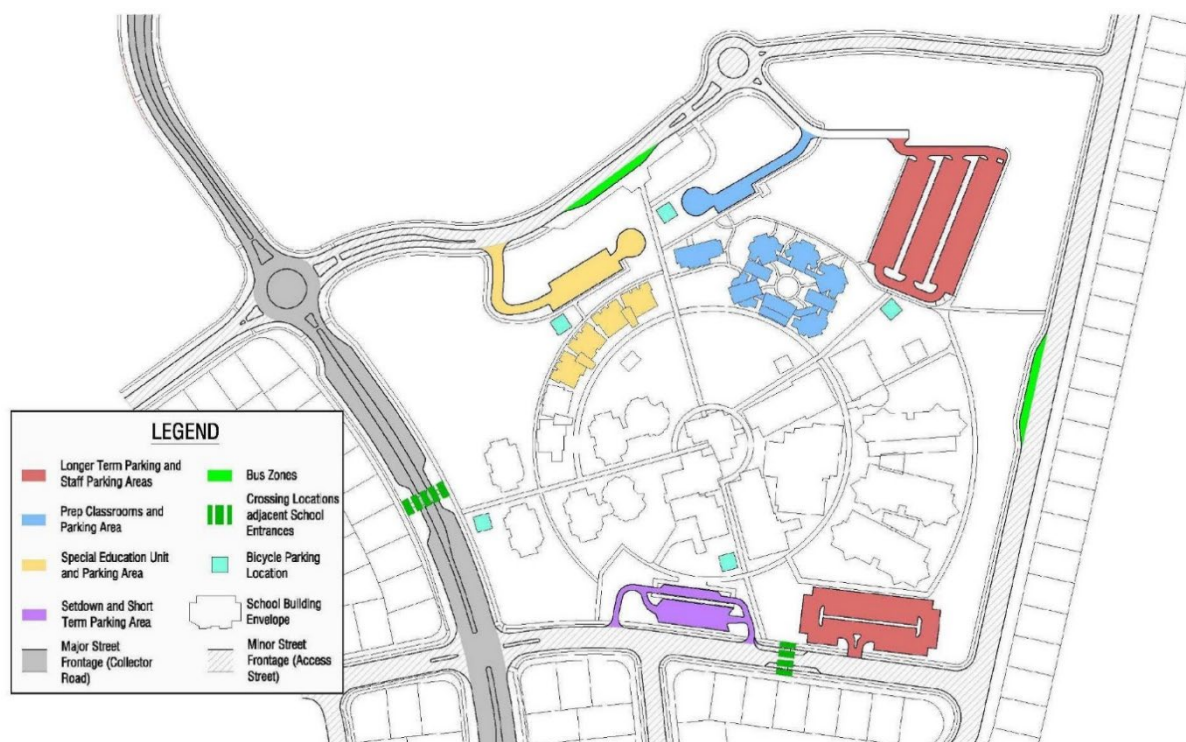 LEGEND
Longer Term Parking and
Staff Parking Areas
Prep Classrooms and
Parking Area
Special Education Unit
and Parking Area
Setdown and Short
Term Parking Area
Major Street
Frontage (Collector
Road)
Bus Zones
Crossing Locations
adjacent School
Entrances
Bicycle Parking
Location
School Building
Envelope
Minor Street
Frontage (Access
Street)